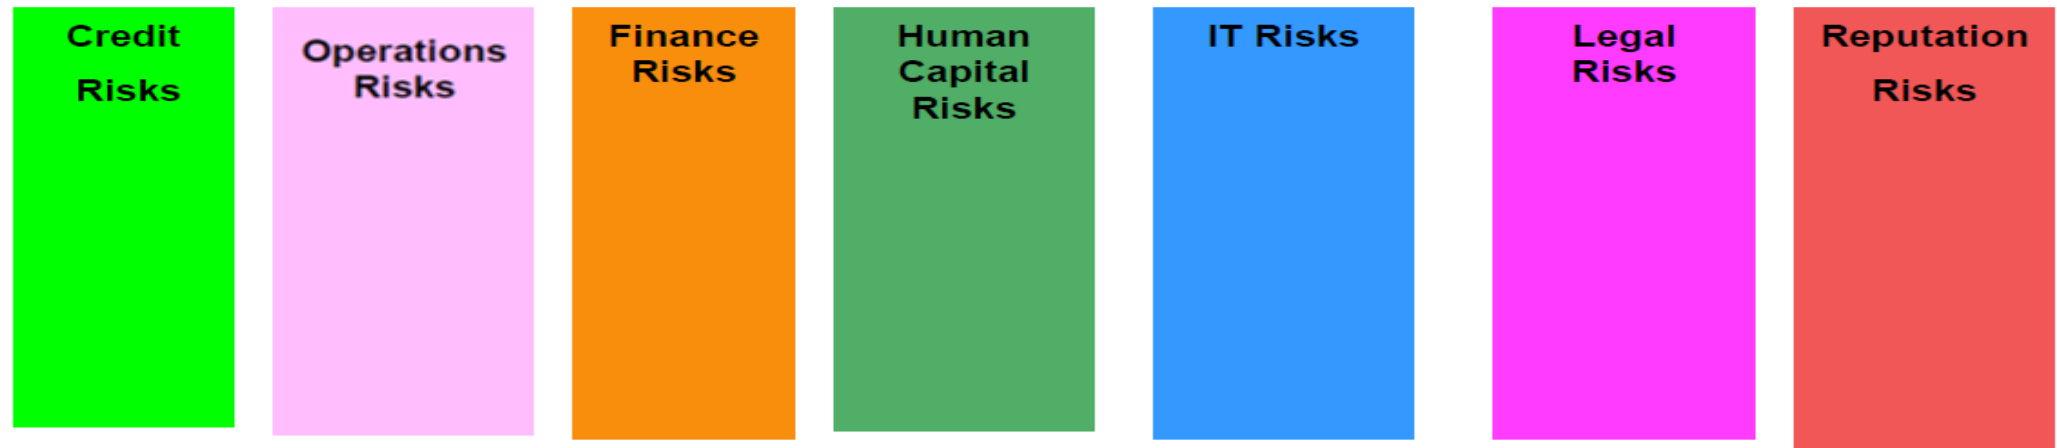 Credit
Risks
Operations
Risks
Finance
Risks
Human
Capital
Risks
IT Risks
Legal
Risks
Reputation
Risks